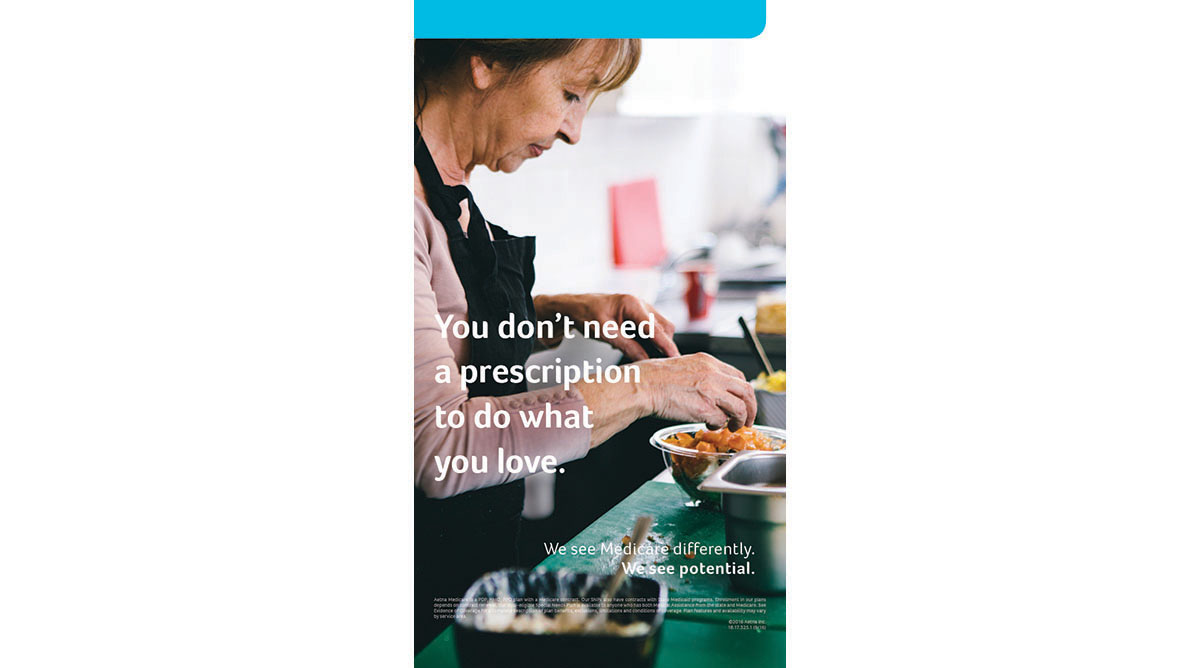 You don’t need
a prescription
to do what
you love.
We see Medicare differently.
We see potential.
Aetna Medicare is a PDP, HMO, PPO plan with a Medicare contract. Our SNPs also have contracts with State Medicaid programs. Enrollment in our plans
depends on contract renewal. Our dual-eligible Special Needs Plan is available to anyone who has both Medical Assistance from the state and Medicare. See
Evidence of Coverage for a complete description of plan benefits, exclusions, limitations and conditions of coverage. Plan features and availability may vary
by service area.
©2016 Aetna Inc.